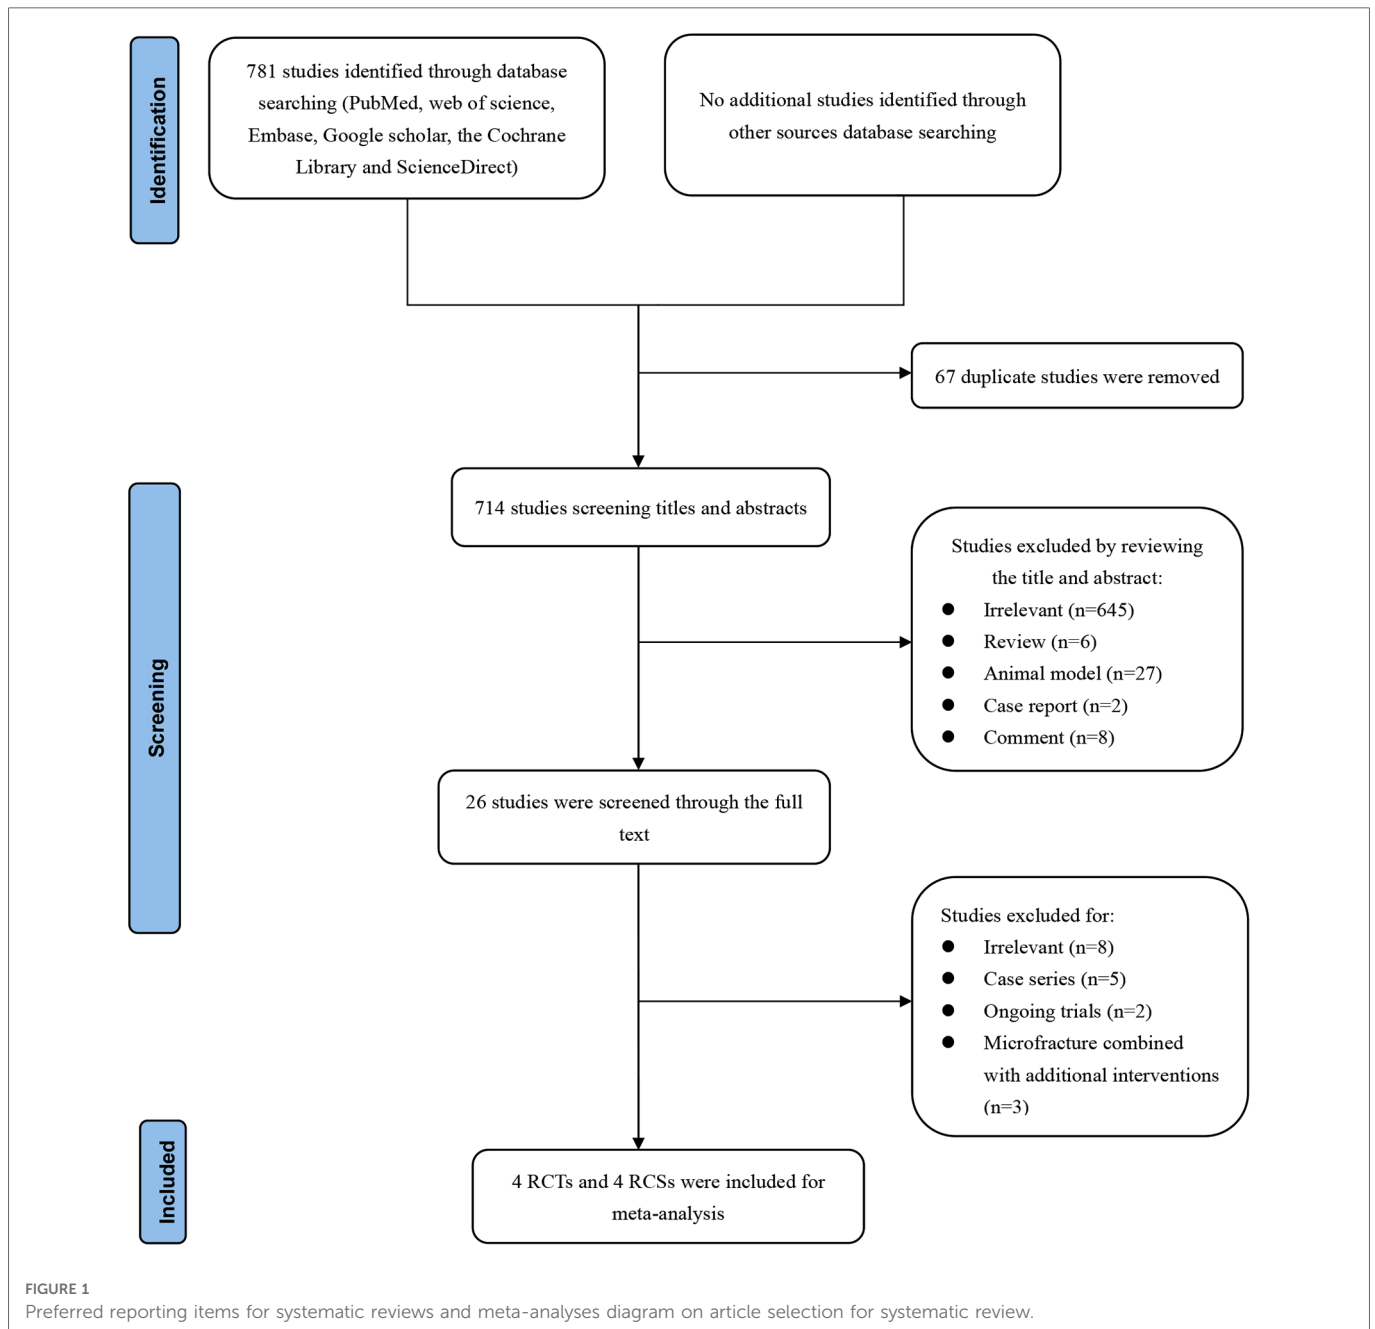 Identification
781 studies identified through database
searching (PubMed, web of science,
Embase, Google scholar, the Cochrane
Library and ScienceDirect)
No additional studies identified through
other sources database searching
67 duplicate studies were removed
Screening
714 studies screening titles and abstracts
Studies excluded by reviewing
the title and abstract:
● Irrelevant (n=645)
● Review (n=6)
● Animal model (n=27)
● Case report (n=2)
● Comment (n=8)
26 studies were screened through the full
text
Studies excluded for:
● Irrelevant (n=8)
● Case series (n=5)
● Ongoing trials (n=2)
● Microfracture combined
with additional interventions
(n=3)
Included
4 RCTs and 4 RCSs were included for
meta-analysis
FIGURE 1
Preferred reporting items for systematic reviews and meta-analyses diagram on article selection for systematic review.